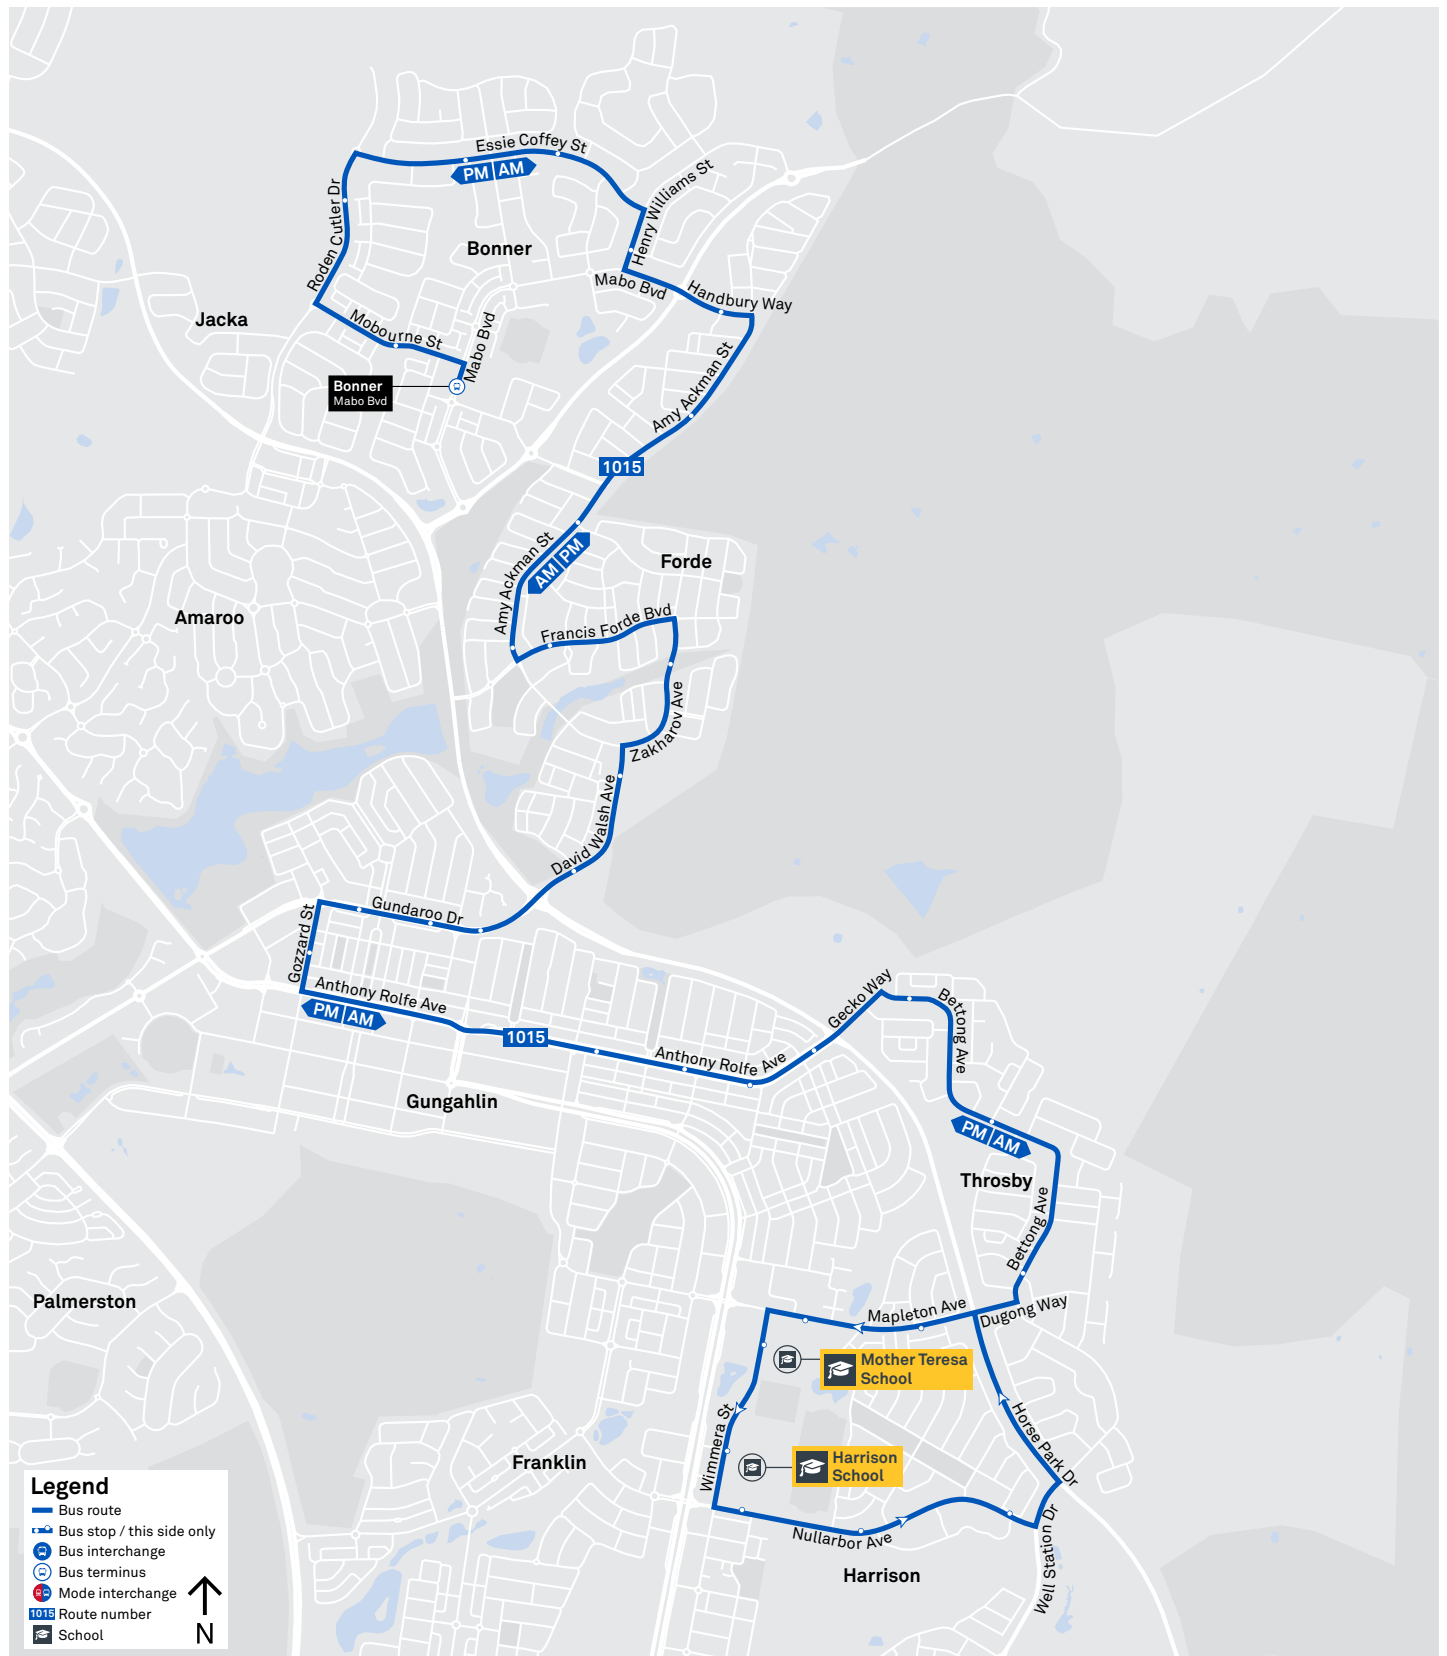 Essie Coffey St
PM AM
Henry Williams St
Roden Cutler Dr
Bonner
Mabo Bvd
Handbury Way
Jacka
Mobourne St
Mabo Bvd
Amy Ackman St
Bonner
Mabo Bvd
1015
Amy Ackman St
AM PM
Forde
Amaroo
Francis Forde Bvd
Zakharov Ave
David Walsh Ave
Gundaroo Dr
Gozzard St
Anthony Rolfe Ave
PM AM
1015
Anthony Rolfe Ave
Gecko Way
Bettong Ave
Gungahlin
PM AM
Throsby
Bettong Ave
Palmerston
Mapleton Ave
Dugong Way
Mother Teresa
School
Horse Park Dr
Wimmera St
Harrison
School
Franklin
Nullarbor Ave
Well Station Dr
Harrison
Legend
Bus route
Bus stop / this side only
Bus interchange
Bus terminus
Mode interchange
1015 Route number
School
N